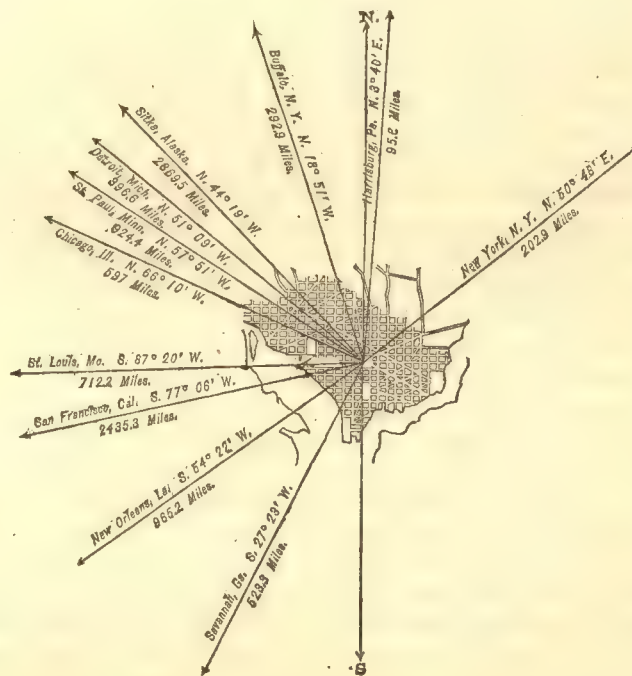 N.
Harrisburg, Pa. N. 3° 40' E.
95.2 Miles.
Buffalo, N. Y. N. 18° 51' W.
292.9 Miles.
Sitka, Alaska. N. 44° 19' W.
2869.5 Miles.
Detroit, Mich. N. 51° 09' W.
396.6 Miles.
St. Paul, Minn. N. 57° 51' W.
924.4 Miles.
Chicago, Ill. N. 66° 10' W.
597 Miles.
New York, N. Y. N. 50° 48' E.
202.9 Miles.
St. Louis, Mo. S. 87° 20' W.
712.2 Miles.
San Francisco, Cal. S. 77° 06' W.
2435.3 Miles.
New Orleans, La. S. 54° 22' W.
965.2 Miles.
Savannah, Ga. S. 27° 23' W.
523.9 Miles.
S